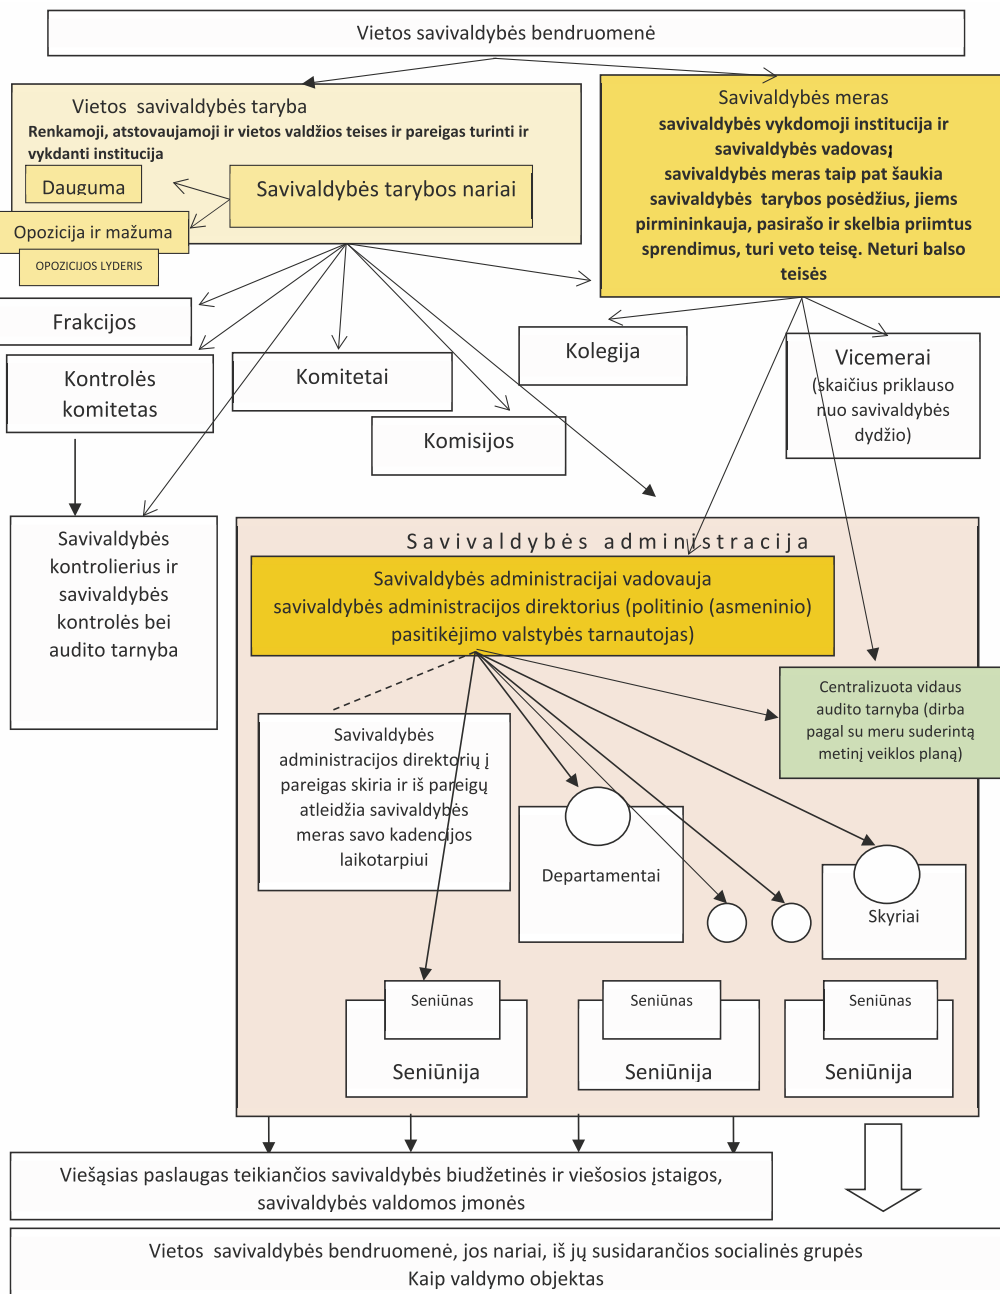 Vietos savivaldybės bendruomenė
Vietos  savivaldybės taryba
Renkamoji, atstovaujamoji ir vietos valdžios teises ir pareigas turinti ir
vykdanti institucija
Dauguma
Savivaldybės tarybos nariai
Opozicija ir mažuma
OPOZICIJOS LYDERIS
Savivaldybės meras
savivaldybės vykdomoji institucija ir
savivaldybės vadovas;
savivaldybės meras taip pat šaukia
savivaldybės  tarybos posėdžius, jiems
pirmininkauja, pasirašo ir skelbia priimtus
sprendimus, turi veto teisę. Neturi balso
teisės
Frakcijos
Kontrolės
komitetas
Komitetai
Komisijos
Kolegija
Vicemerai
(skaičius priklauso
nuo savivaldybės
dydžio)
Savivaldybės
kontrolierius ir
savivaldybės
kontrolės bei
audito tarnyba
Savivaldybės administracija
Savivaldybės administracijai vadovauja
savivaldybės administracijos direktorius (politinio (asmeninio)
pasitikėjimo valstybės tarnautojas)
Centralizuota vidaus
audito tarnyba (dirba
pagal su meru suderintą
metinį veiklos planą)
Savivaldybės
administracijos direktorių į
pareigas skiria ir iš pareigų
atleidžia savivaldybės
meras savo kadencijos
laikotarpiui
Departamentai
Skyriai
Seniūnas
Seniūnija
Seniūnas
Seniūnija
Seniūnas
Seniūnija
Viešąsias paslaugas teikiančios savivaldybės biudžetinės ir viešosios įstaigos,
savivaldybės valdomos įmonės
Vietos  savivaldybės bendruomenė, jos nariai, iš jų susidarančios socialinės grupės
Kaip valdymo objektas